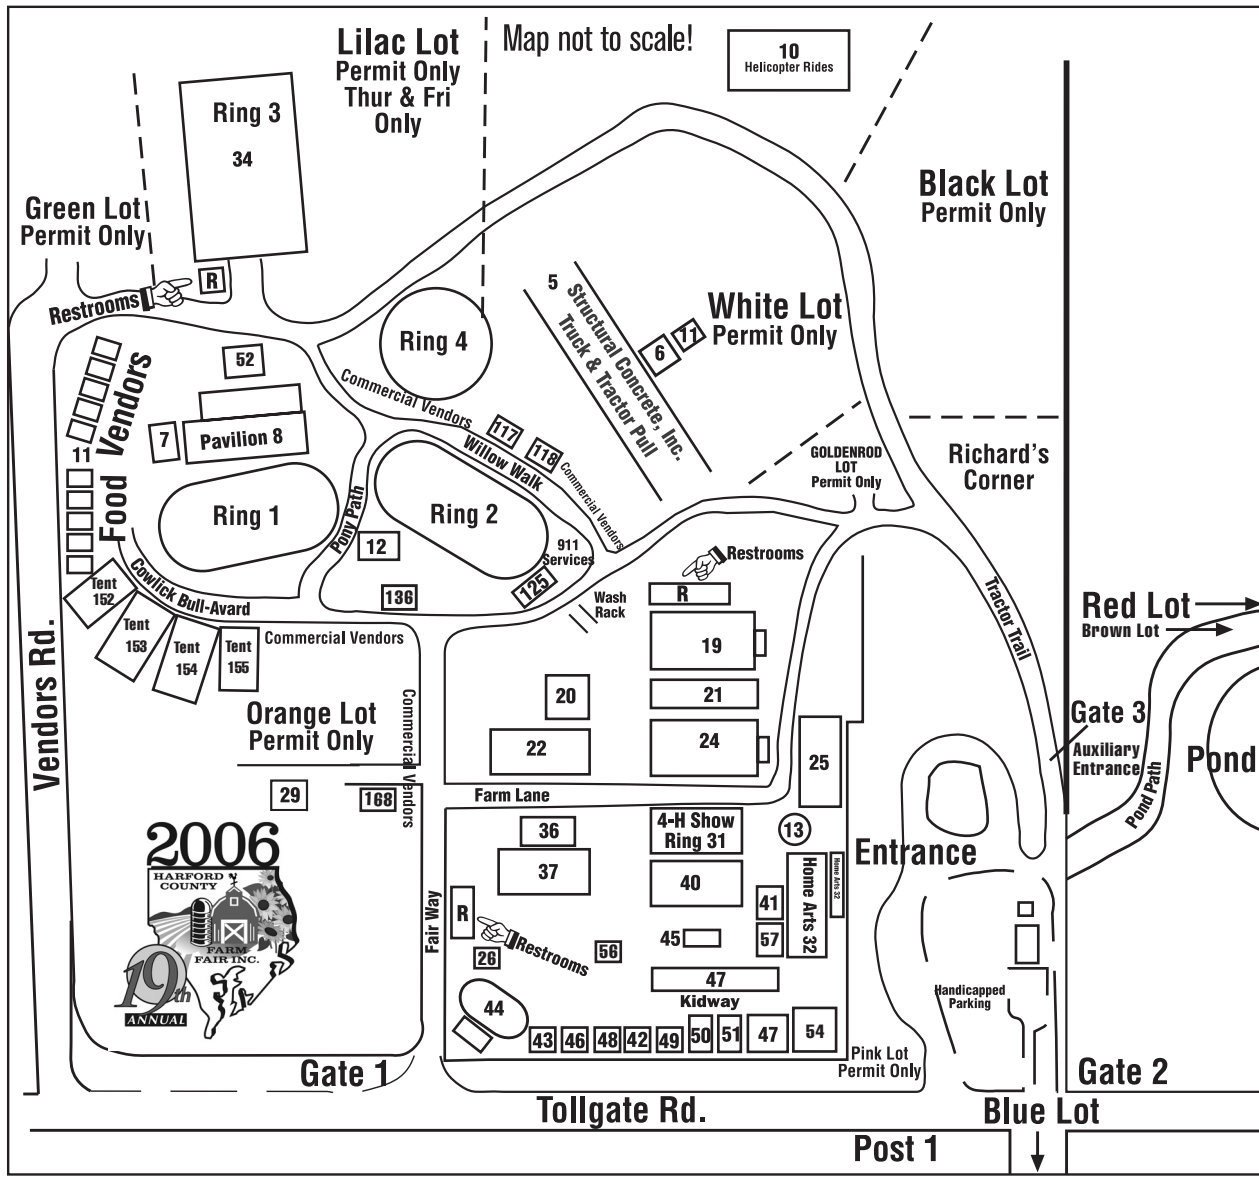 Lilac Lot
Permit Only
Thur & Fri
Only
Map not to scale!
10
Helicopter Rides
Ring 3
34
Black Lot
Permit Only
Green Lot
Permit Only
R
Restrooms
5
Structural Concrete, Inc.
Truck & Tractor Pull
White Lot
Permit Only
6
11
Ring 4
52
Commercial Vendors
Food Vendors
11
7
Pavilion 8
117
118
Willow Walk
Commercial Vendors
GOLDENROD
LOT
Permit Only
Richard's
Corner
Ring 1
Pony Path
Ring 2
12
911
Services
125
136
Restrooms
R
Wash
Rack
Cowlick Bull-Avard
Tent
152
Tent
153
Tent
154
Tent
155
Commercial Vendors
Tractor Trail
Red Lot
Brown Lot
Vendors Rd.
19
20
21
22
24
25
Orange Lot
Permit Only
Commercial Vendors
Gate 3
Auxiliary
Entrance
Pond Path
Pond
29
168
Farm Lane
36
37
4-H Show
Ring 31
13
Entrance
40
Home Arts 32
Home Arts 32
41
57
45
2006
HARFORD
COUNTY
FARM
FAIR INC.
19th
ANNUAL
Fair Way
R
Restrooms
26
56
47
Kidway
44
43
46
48
42
49
50
51
47
54
Handicapped
Parking
Pink Lot
Permit Only
Gate 1
Gate 2
Tollgate Rd.
Blue Lot
Post 1